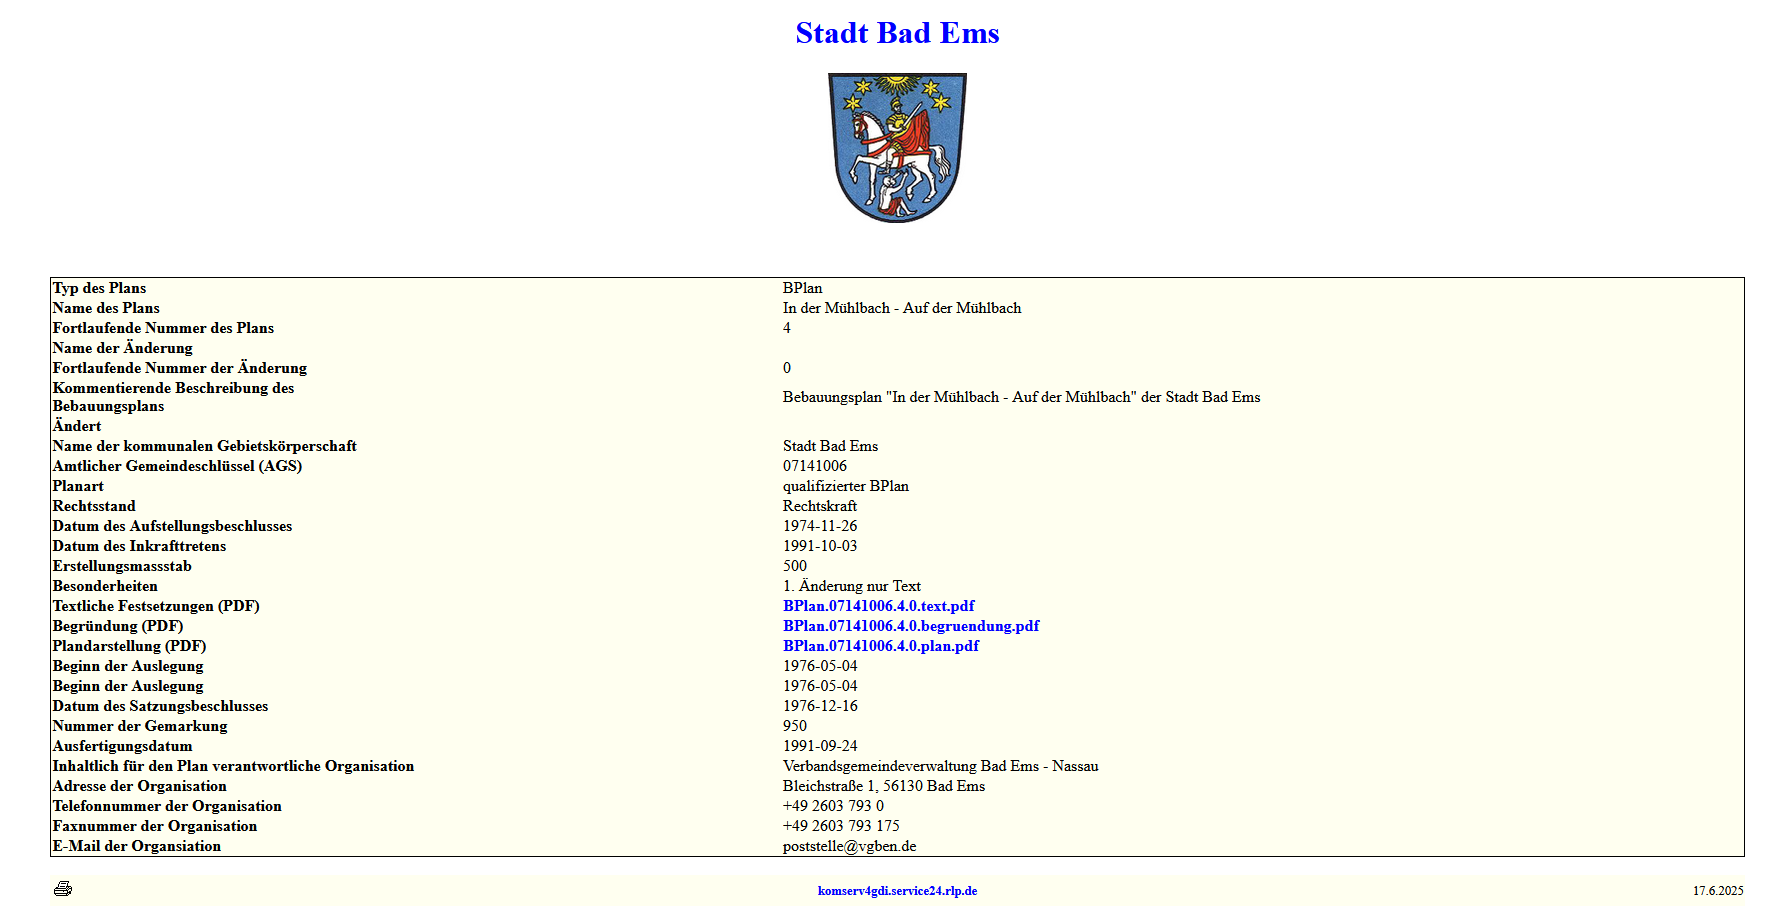 Stadt Bad Ems
Typ des Plans BPlan
Name des Plans In der Mühlbach - Auf der Mühlbach
Fortlaufende Nummer des Plans 4
Name der Änderung
Fortlaufende Nummer der Änderung 0
Kommentierende Beschreibung des
Bebauungsplans Bebauungsplan "In der Mühlbach - Auf der Mühlbach" der Stadt Bad Ems
Ändert
Name der kommunalen Gebietskörperschaft Stadt Bad Ems
Amtlicher Gemeindeschlüssel (AGS) 07141006
Planart qualifizierter BPlan
Rechtsstand Rechtskraft
Datum des Aufstellungsbeschlusses 1974-11-26
Datum des Inkrafttretens 1991-10-03
Erstellungsmassstab 500
Besonderheiten 1. Änderung nur Text
Textliche Festsetzungen (PDF) BPlan.07141006.4.0.text.pdf
Begründung (PDF) BPlan.07141006.4.0.begruendung.pdf
Plandarstellung (PDF) BPlan.07141006.4.0.plan.pdf
Beginn der Auslegung 1976-05-04
Beginn der Auslegung 1976-05-04
Datum des Satzungsbeschlusses 1976-12-16
Nummer der Gemarkung 950
Ausfertigungsdatum 1991-09-24
Inhaltlich für den Plan verantwortliche Organisation Verbandsgemeindeverwaltung Bad Ems - Nassau
Adresse der Organisation Bleichstraße 1, 56130 Bad Ems
Telefonnummer der Organisation +49 2603 793 0
Faxnummer der Organisation +49 2603 793 175
E-Mail der Organsiation poststelle@vgben.de
komserv4gdi.service24.rlp.de 17.6.2025